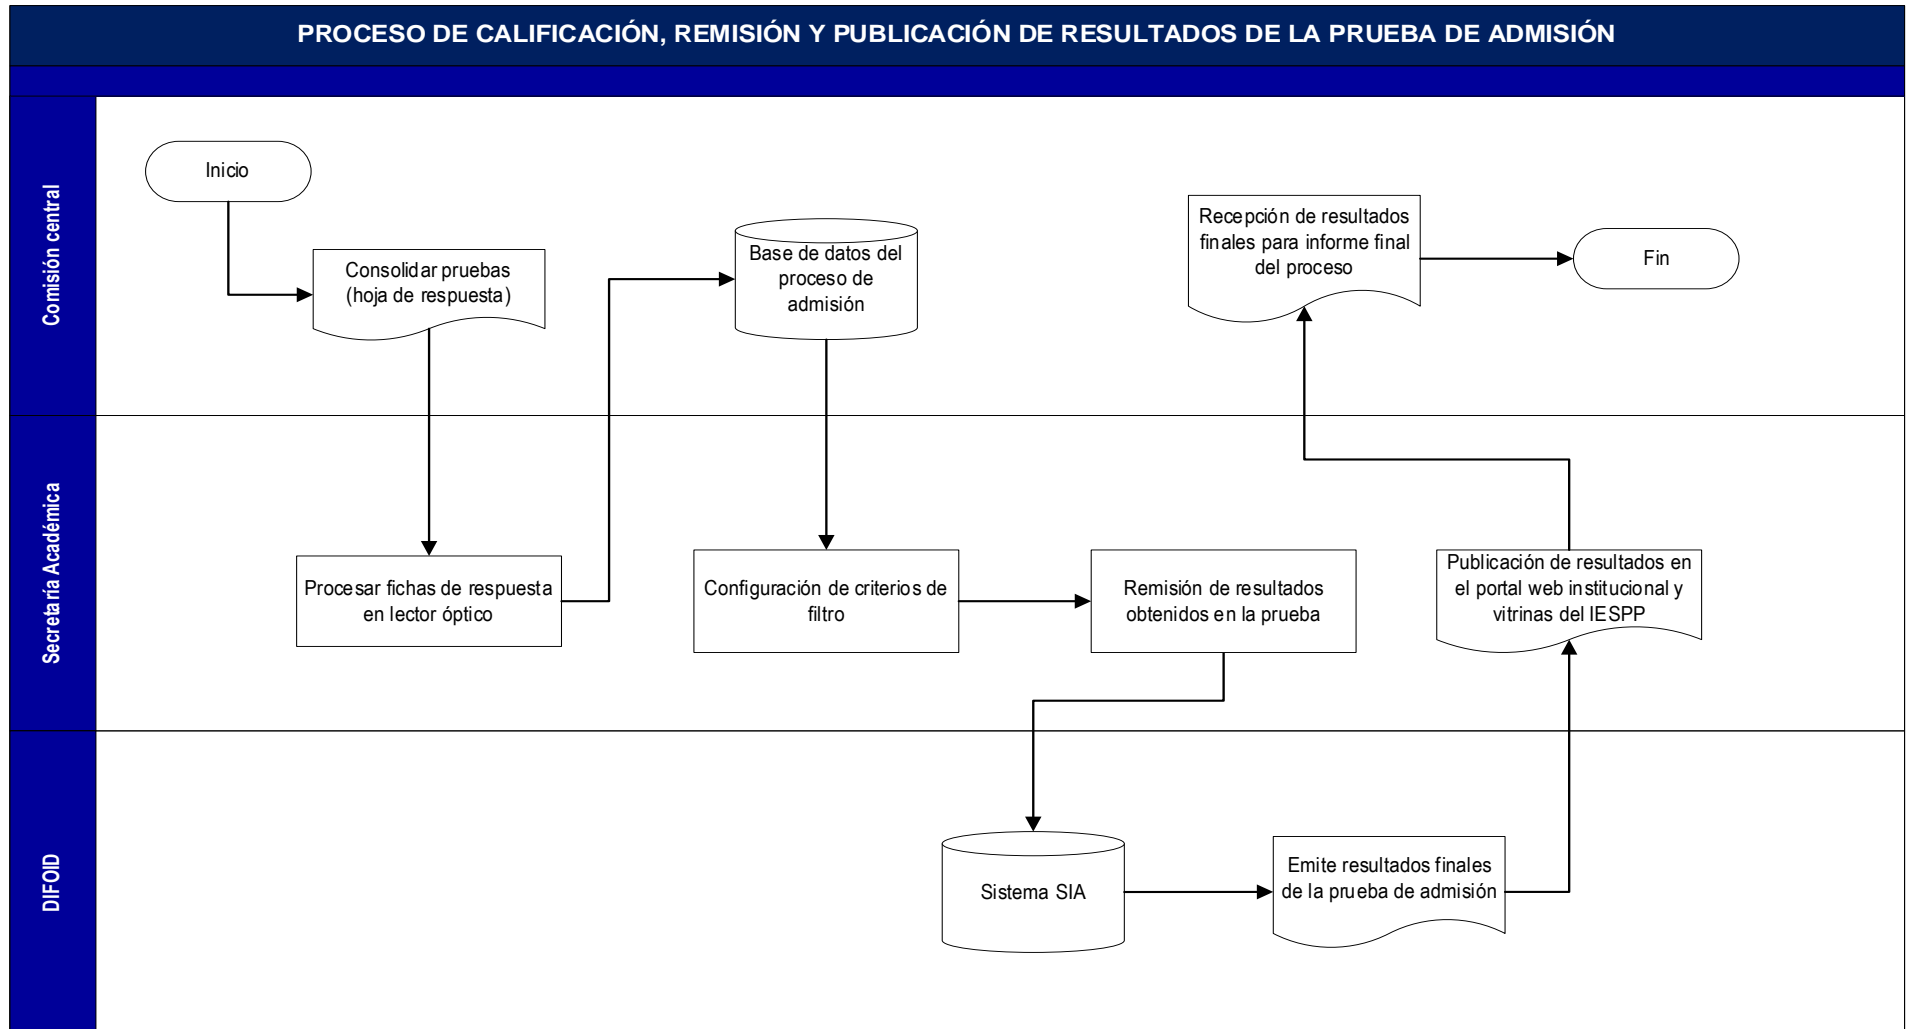 PROCESO DE CALIFICACIÓN, REMISIÓN Y PUBLICACIÓN DE RESULTADOS DE LA PRUEBA DE ADMISIÓN
Comisión central
Inicio
Consolidar pruebas
(hoja de respuesta)
Base de datos del
proceso de
admisión
Recepción de resultados
finales para informe final
del proceso
Fin
Secretaría Académica
Procesar fichas de respuesta
en lector óptico
Configuración de criterios de
filtro
Remisión de resultados
obtenidos en la prueba
Publicación de resultados en
el portal web institucional y
vitrinas del IESPP
DIFOID
Sistema SIA
Emite resultados finales
de la prueba de admisión